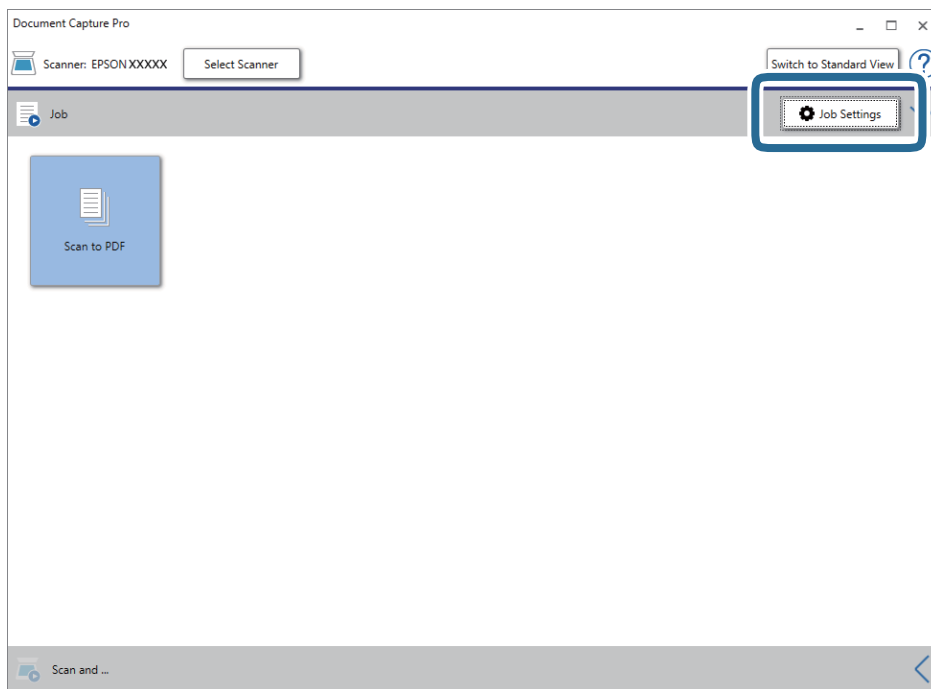 Document Capture Pro
Scanner: EPSON XXXXX
Select Scanner
Switch to Standard View
Job
Job Settings
Scan to PDF
Scan and ...